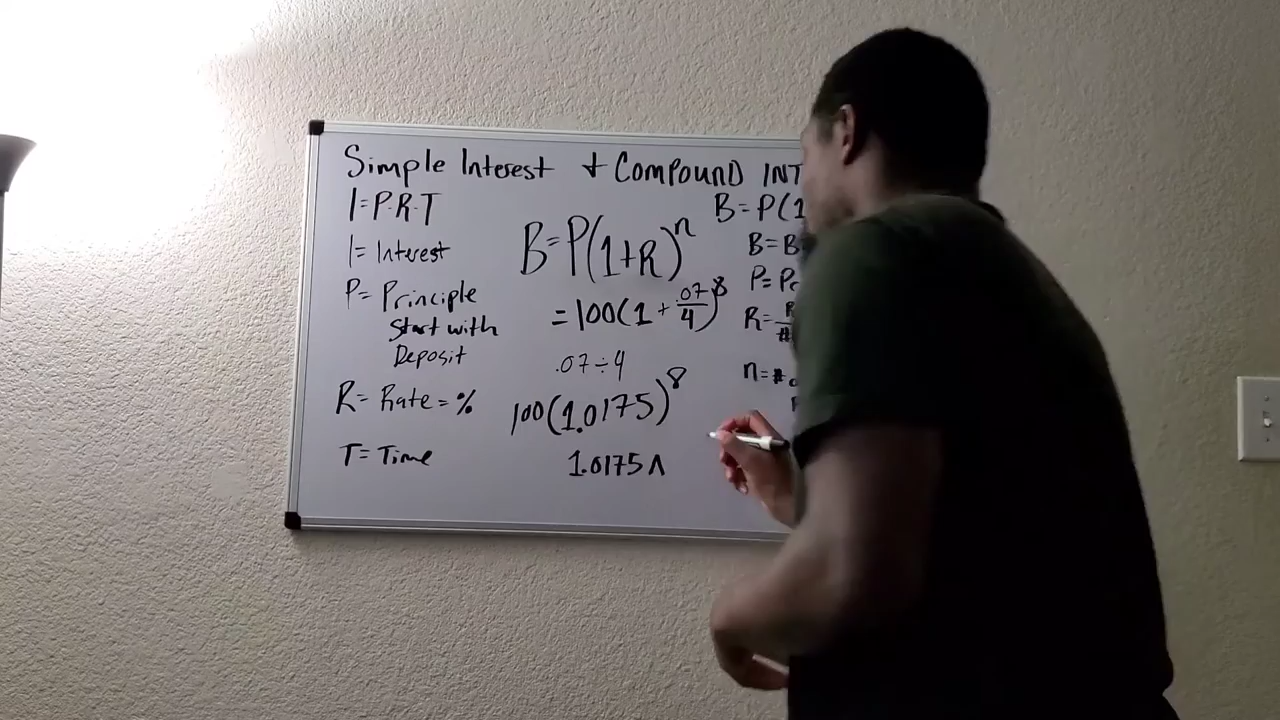 Simple Interest + COMPOUND INT
I=P·R·T
I= Interest
P= Principle
Start with
Deposit
R= Rate=%
T= Time
B=P(1+R)^n
=100(1+.07/4)^8
.07÷4
100(1.0175)^8
1.0175^
B=P(1
B=B
P=Pr
R=
#
n=#